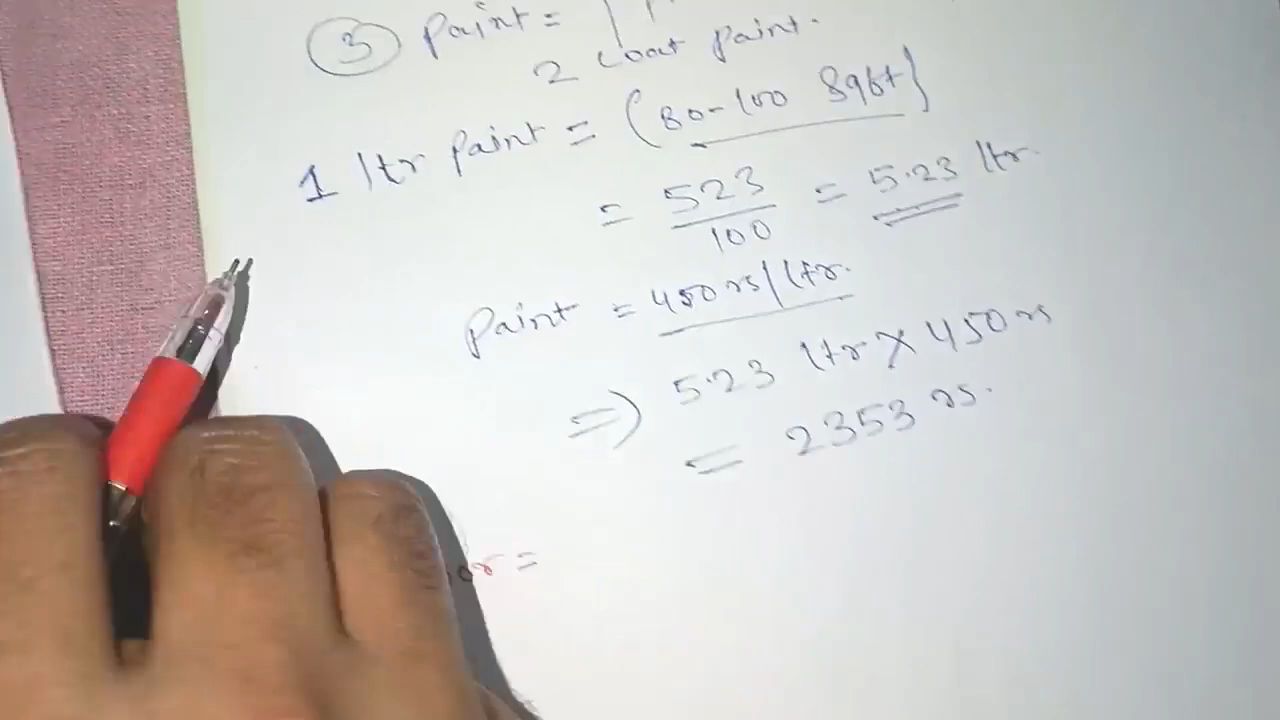 3 Paint =
2 coat paint.
1 ltr paint = (80-100 sqft)
= 523/100 = 5.23 ltr.
Paint = 450 rs/ltr.
=> 5.23 ltr × 450 rs
= 2353 rs.
or =